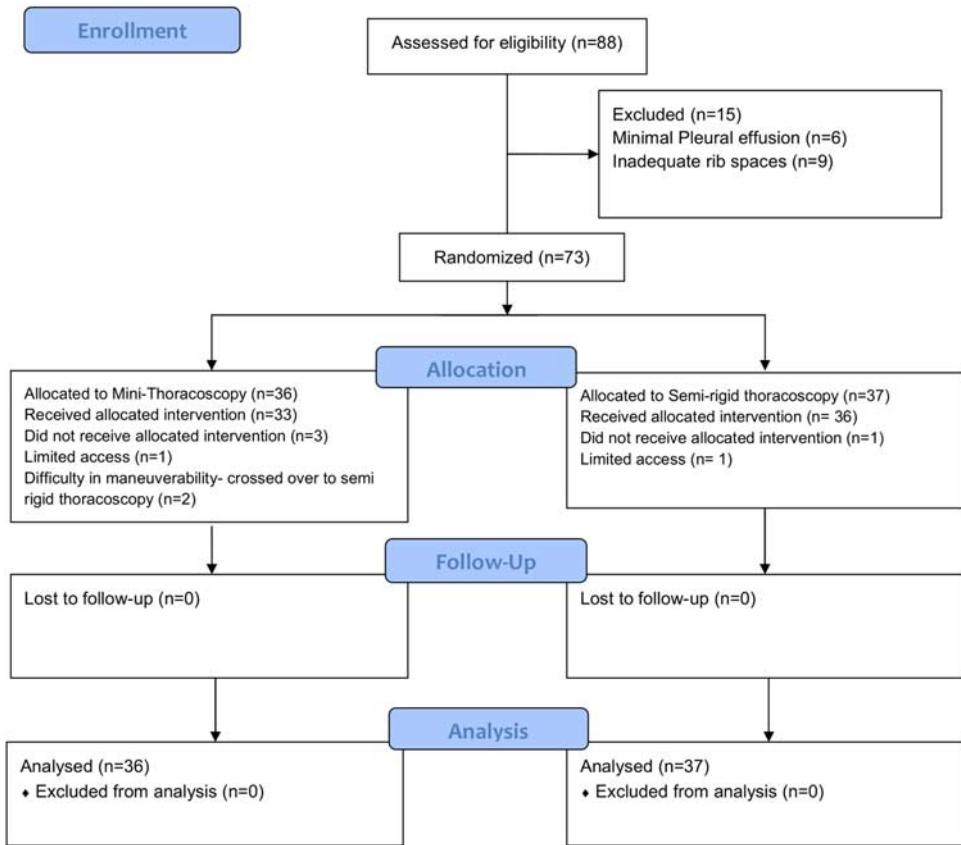 Enrollment
Assessed for eligibility (n=88)
Excluded (n=15)
Minimal Pleural effusion (n=6)
Inadequate rib spaces (n=9)
Randomized (n=73)
Allocation
Allocated to Mini-Thoracoscopy (n=36)
Received allocated intervention (n=33)
Did not receive allocated intervention (n=3)
Limited access (n=1)
Difficulty in maneuverability- crossed over to semi
rigid thoracoscopy (n=2)
Allocated to Semi-rigid thoracoscopy (n=37)
Received allocated intervention (n= 36)
Did not receive allocated intervention (n=1)
Limited access (n= 1)
Follow-Up
Lost to follow-up (n=0)
Lost to follow-up (n=0)
Analysis
Analysed (n=36)
♦ Excluded from analysis (n=0)
Analysed (n=37)
♦ Excluded from analysis (n=0)